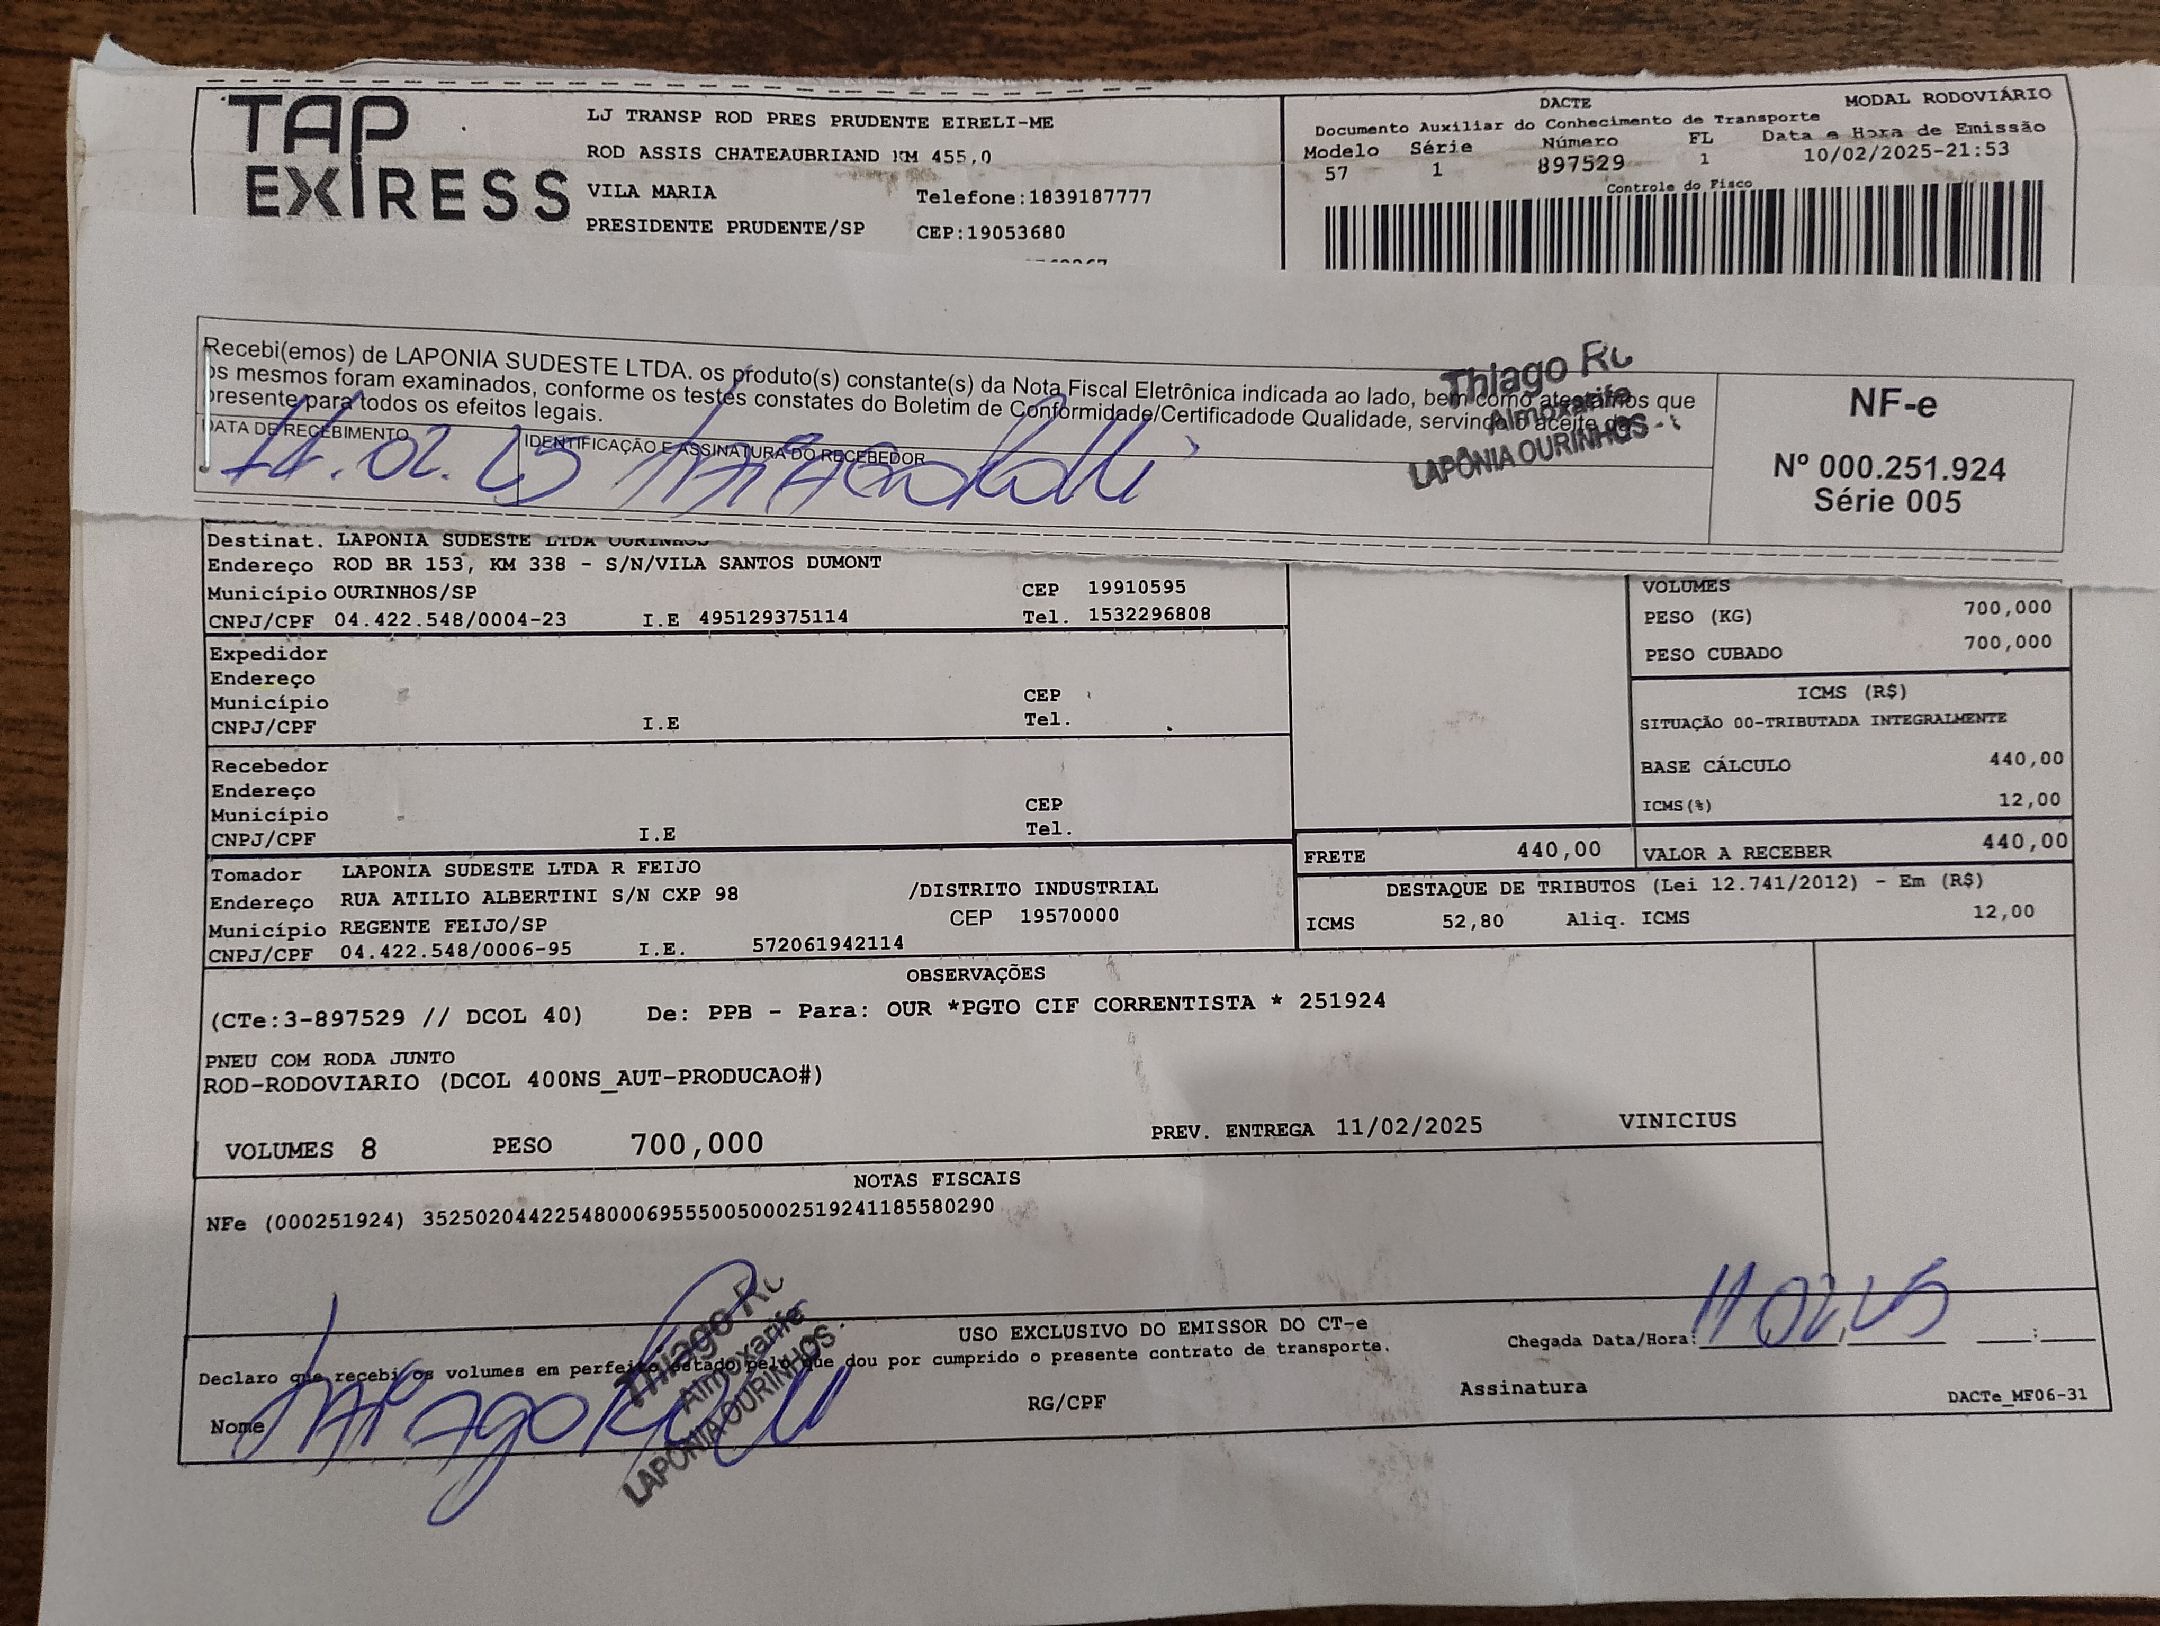 TAP
EXPRESS
LJ TRANSP ROD PRES PRUDENTE EIRELI-ME
ROD ASSIS CHATEAUBRIAND KM 455,0
VILA MARIA Telefone:1839187777
PRESIDENTE PRUDENTE/SP CEP:19053680
DACTE MODAL RODOVIÁRIO
Documento Auxiliar do Conhecimento de Transporte
Modelo Série Número FL Data e Hora de Emissão
57 1 897529 1 10/02/2025-21:53
Controle do Fisco
Recebi(emos) de LAPONIA SUDESTE LTDA. os produto(s) constante(s) da Nota Fiscal Eletrônica indicada ao lado, bem como atestamos que
os mesmos foram examinados, conforme os testes constates do Boletim de Conformidade/Certificadode Qualidade, servindo o aceite da
presente para todos os efeitos legais.
DATA DE RECEBIMENTO IDENTIFICAÇÃO E ASSINATURA DO RECEBEDOR
11.02.25
Thiago Ro
Almoxarife
LAPÔNIA OURINHOS -
NF-e
Nº 000.251.924
Série 005
Destinat. LAPONIA SUDESTE LTDA OURINHOS
Endereço ROD BR 153, KM 338 - S/N/VILA SANTOS DUMONT
Município OURINHOS/SP CEP 19910595
CNPJ/CPF 04.422.548/0004-23 I.E 495129375114 Tel. 1532296808
Expedidor
Endereço
Município CEP
CNPJ/CPF I.E Tel.
Recebedor
Endereço
Município CEP
CNPJ/CPF I.E Tel.
Tomador LAPONIA SUDESTE LTDA R FEIJO
Endereço RUA ATILIO ALBERTINI S/N CXP 98 /DISTRITO INDUSTRIAL
Município REGENTE FEIJO/SP CEP 19570000
CNPJ/CPF 04.422.548/0006-95 I.E. 572061942114
VOLUMES
PESO (KG) 700,000
PESO CUBADO 700,000
ICMS (R$)
SITUAÇÃO 00-TRIBUTADA INTEGRALMENTE
BASE CÁLCULO 440,00
ICMS(%) 12,00
FRETE 440,00 VALOR A RECEBER 440,00
DESTAQUE DE TRIBUTOS (Lei 12.741/2012) - Em (R$)
ICMS 52,80 Aliq. ICMS 12,00
OBSERVAÇÕES
(CTe:3-897529 // DCOL 40) De: PPB - Para: OUR *PGTO CIF CORRENTISTA * 251924
PNEU COM RODA JUNTO
ROD-RODOVIARIO (DCOL 400NS_AUT-PRODUCAO#)
VOLUMES 8 PESO 700,000 PREV. ENTREGA 11/02/2025 VINICIUS
NOTAS FISCAIS
NFe (000251924) 35250204422548000695550050002519241185580290
USO EXCLUSIVO DO EMISSOR DO CT-e
Declaro que recebi os volumes em perfeito estado pelo que dou por cumprido o presente contrato de transporte.
Chegada Data/Hora: 11 02 25 :
Nome RG/CPF Assinatura
Thiago Ro
Almoxarife
LAPÔNIA OURINHOS
DACTe_MF06-31